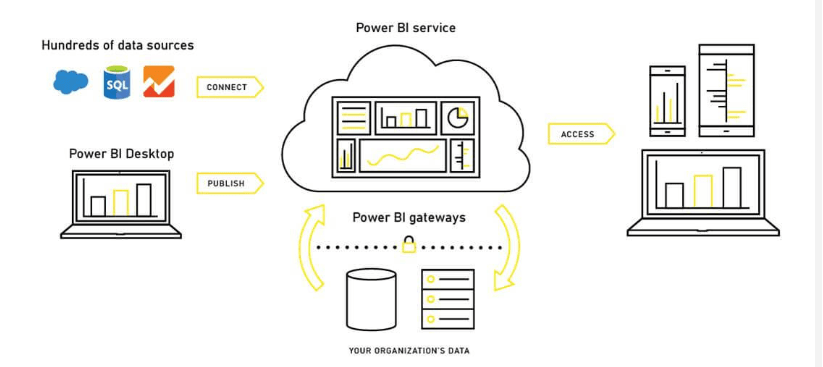 Power BI service
Hundreds of data sources
SQL
CONNECT
ACCESS
Power BI Desktop
PUBLISH
Power BI gateways
YOUR ORGANIZATION'S DATA